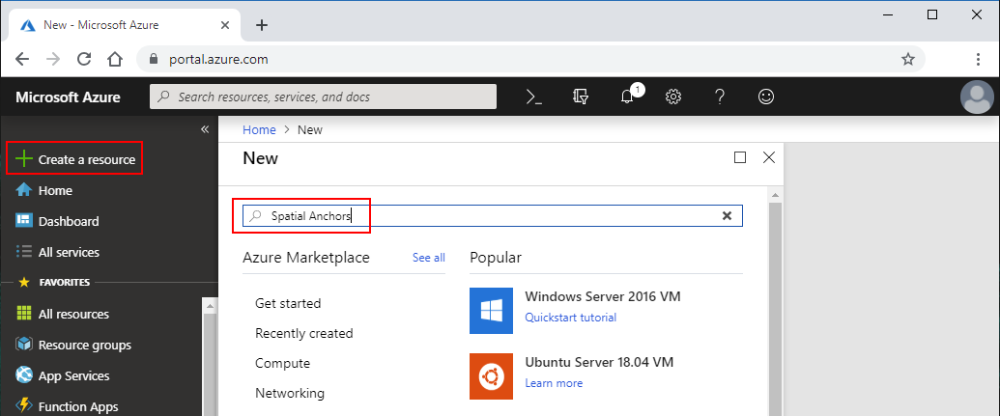 New - Microsoft Azure
portal.azure.com
Microsoft Azure
Search resources, services, and docs
1
Home > New
Create a resource
New
Home
Spatial Anchors
Dashboard
All services
Azure Marketplace See all Popular
FAVORITES
Get started
Windows Server 2016 VM
Quickstart tutorial
All resources
Recently created
Resource groups
Compute
Ubuntu Server 18.04 VM
Learn more
App Services
Networking
Function Apps